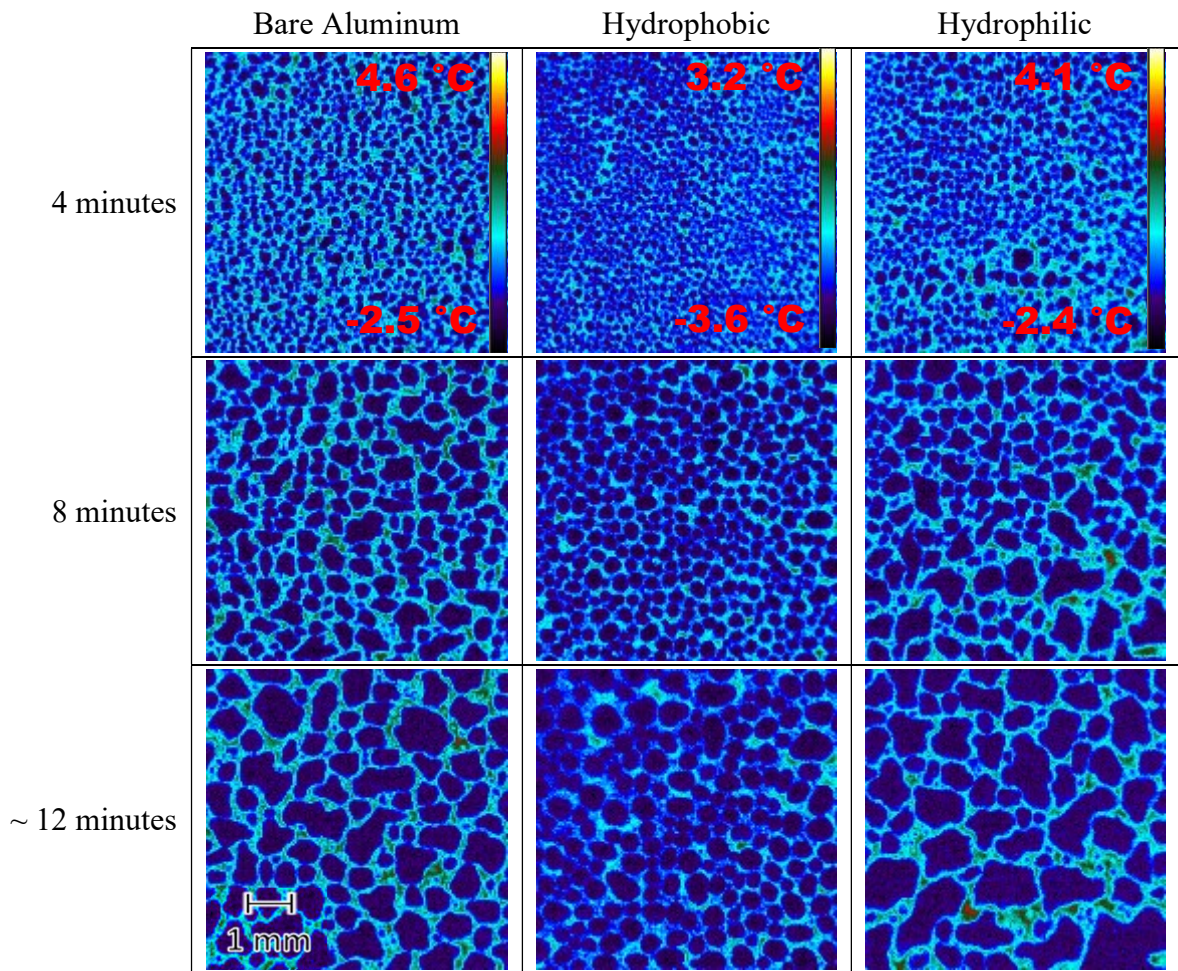 Bare Aluminum Hydrophobic Hydrophilic
4.6 °C 3.2 °C 4.1 °C
4 minutes
-2.5 °C -3.6 °C -2.4 °C
8 minutes
~ 12 minutes
1 mm